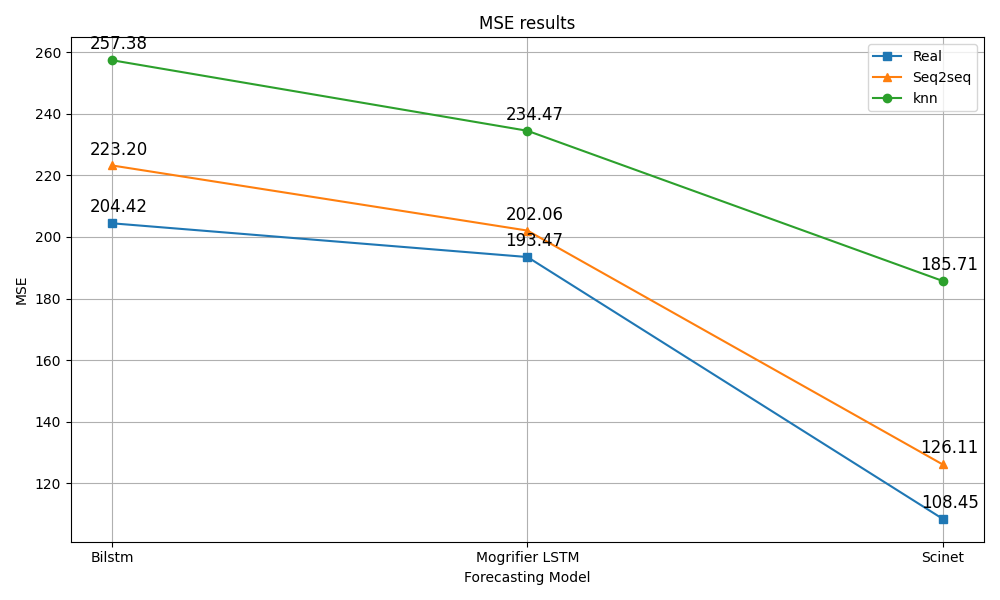 MSE results
257.38
234.47
223.20
204.42
202.06
193.47
185.71
126.11
108.45
Real
Seq2seq
knn
MSE
260
240
220
200
180
160
140
120
Bilstm
Mogrifier LSTM
Scinet
Forecasting Model